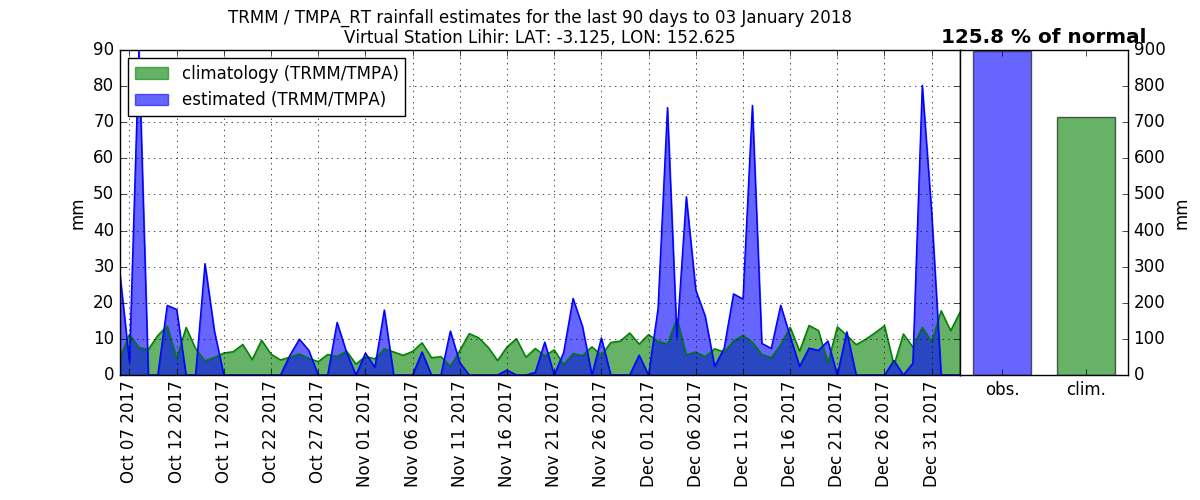 TRMM / TMPA_RT rainfall estimates for the last 90 days to 03 January 2018
Virtual Station Lihir: LAT: -3.125, LON: 152.625
125.8 % of normal
climatology (TRMM/TMPA)
estimated (TRMM/TMPA)
mm
90
80
70
60
50
40
30
20
10
0
Oct 07 2017
Oct 12 2017
Oct 17 2017
Oct 22 2017
Oct 27 2017
Nov 01 2017
Nov 06 2017
Nov 11 2017
Nov 16 2017
Nov 21 2017
Nov 26 2017
Dec 01 2017
Dec 06 2017
Dec 11 2017
Dec 16 2017
Dec 21 2017
Dec 26 2017
Dec 31 2017
obs.
clim.
900
800
700
600
500
400
300
200
100
0
mm